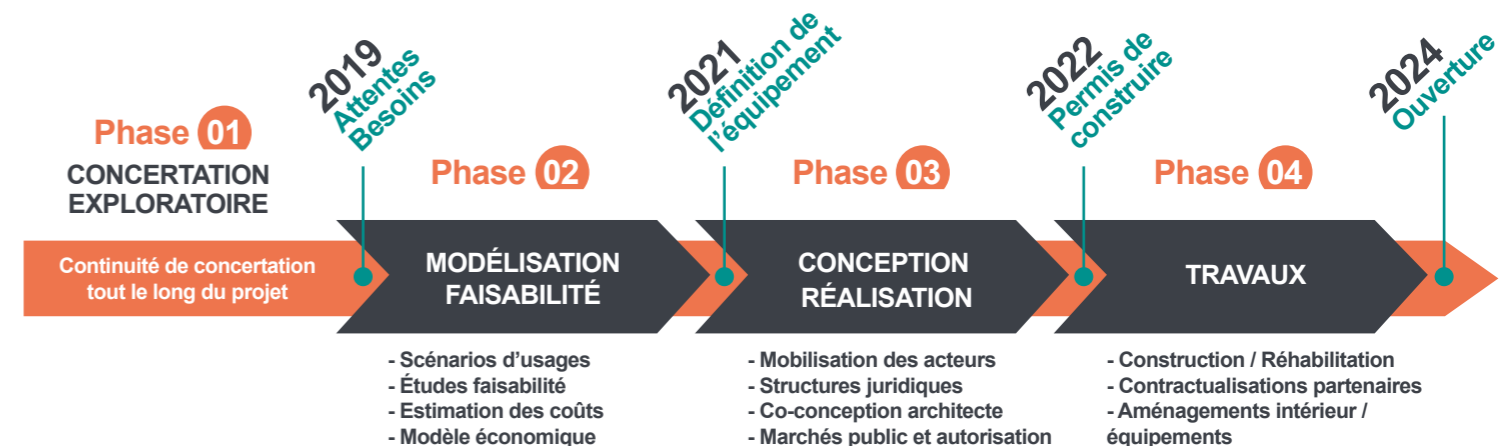 Phase 01
CONCERTATION
EXPLORATOIRE
Continuité de concertation
tout le long du projet
2019
Attentes
Besoins
Phase 02
MODÉLISATION
FAISABILITÉ
- Scénarios d'usages
- Études faisabilité
- Estimation des coûts
- Modèle économique
2021
Définition de
l'équipement
Phase 03
CONCEPTION
RÉALISATION
- Mobilisation des acteurs
- Structures juridiques
- Co-conception architecte
- Marchés public et autorisation
2022
Permis de
construire
Phase 04
TRAVAUX
- Construction / Réhabilitation
- Contractualisations partenaires
- Aménagements intérieur /
équipements
2024
Ouverture